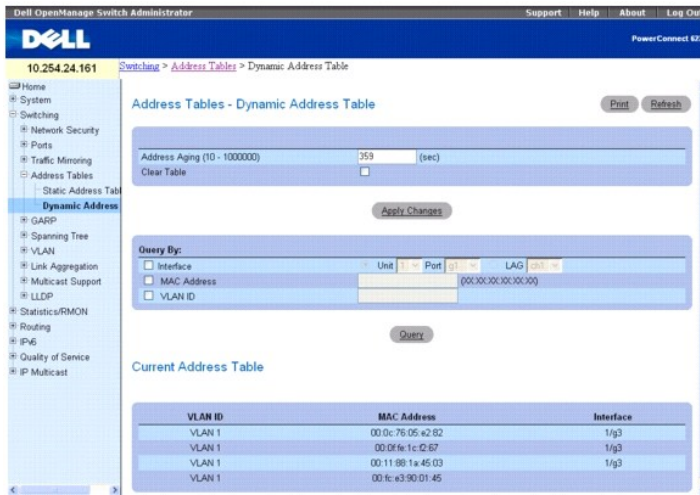 Dell OpenManage Switch Administrator
Support Help About Log Ou
DELL
PowerConnect 62
10.254.24.161
Switching > Address Tables > Dynamic Address Table
Home
System
Switching
Network Security
Ports
Traffic Mirroring
Address Tables
Static Address Tabl
Dynamic Address
GARP
Spanning Tree
VLAN
Link Aggregation
Multicast Support
LLDP
Statistics/RMON
Routing
IPv6
Quality of Service
IP Multicast
Address Tables - Dynamic Address Table
Print Refresh
Address Aging (10 - 1000000) 359 (sec)
Clear Table
Apply Changes
Query By:
Interface Unit 1 Port g1 LAG ch1
MAC Address (XX:XX:XX:XX:XX:XX)
VLAN ID
Query
Current Address Table
VLAN ID MAC Address Interface
VLAN 1 00:0c:76:05:e2:82 1/g3
VLAN 1 00:0f:fe:1c:f2:67 1/g3
VLAN 1 00:11:88:1a:45:03 1/g3
VLAN 1 00:fc:e3:90:01:45